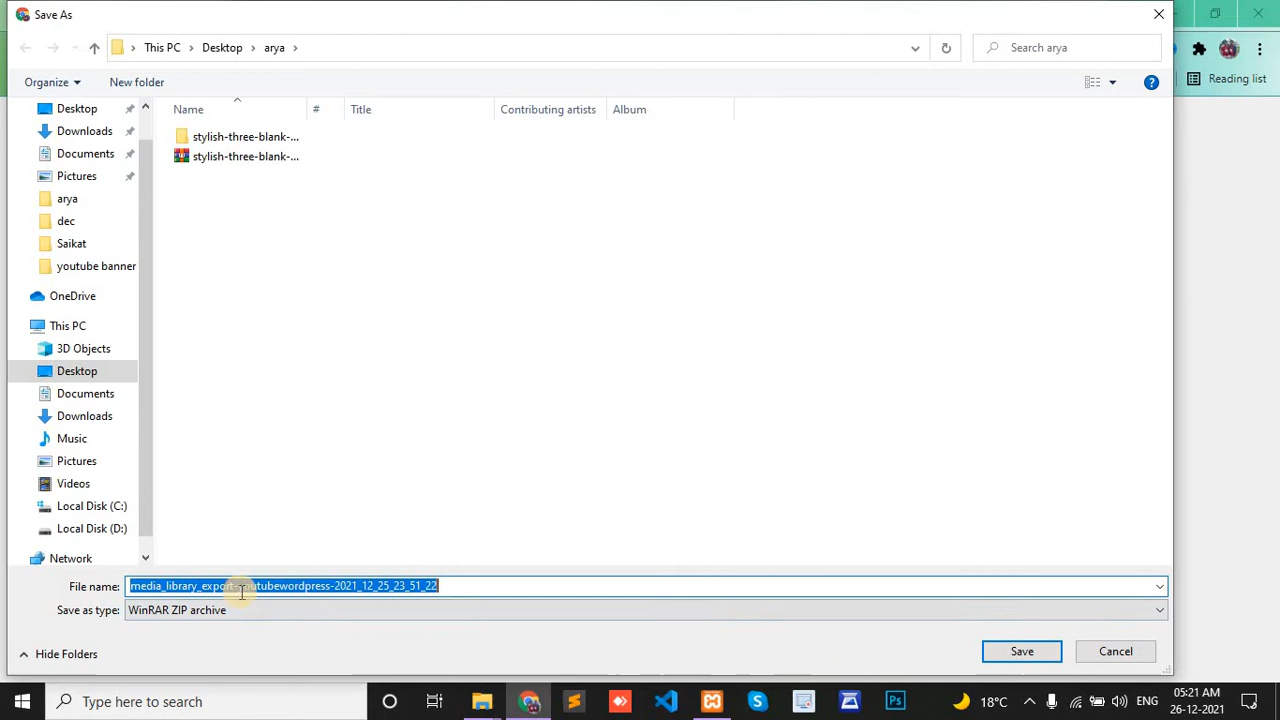 Save As
This PC
Desktop
arya
Search arya
Reading list
Organize
New folder
Name
#
Title
Contributing artists
Album
Desktop
Downloads
Documents
Pictures
arya
dec
Saikat
youtube banner
OneDrive
This PC
3D Objects
Desktop
Documents
Downloads
Music
Pictures
Videos
Local Disk (C:)
Local Disk (D:)
Network
stylish-three-blank-...
stylish-three-blank-...
File name: media_library_export-youtubewordpress-2021_12_25_23_51_22
Save as type: WinRAR ZIP archive
Hide Folders
Save
Cancel
Type here to search
Ps
18°C
ENG
05:21 AM
26-12-2021